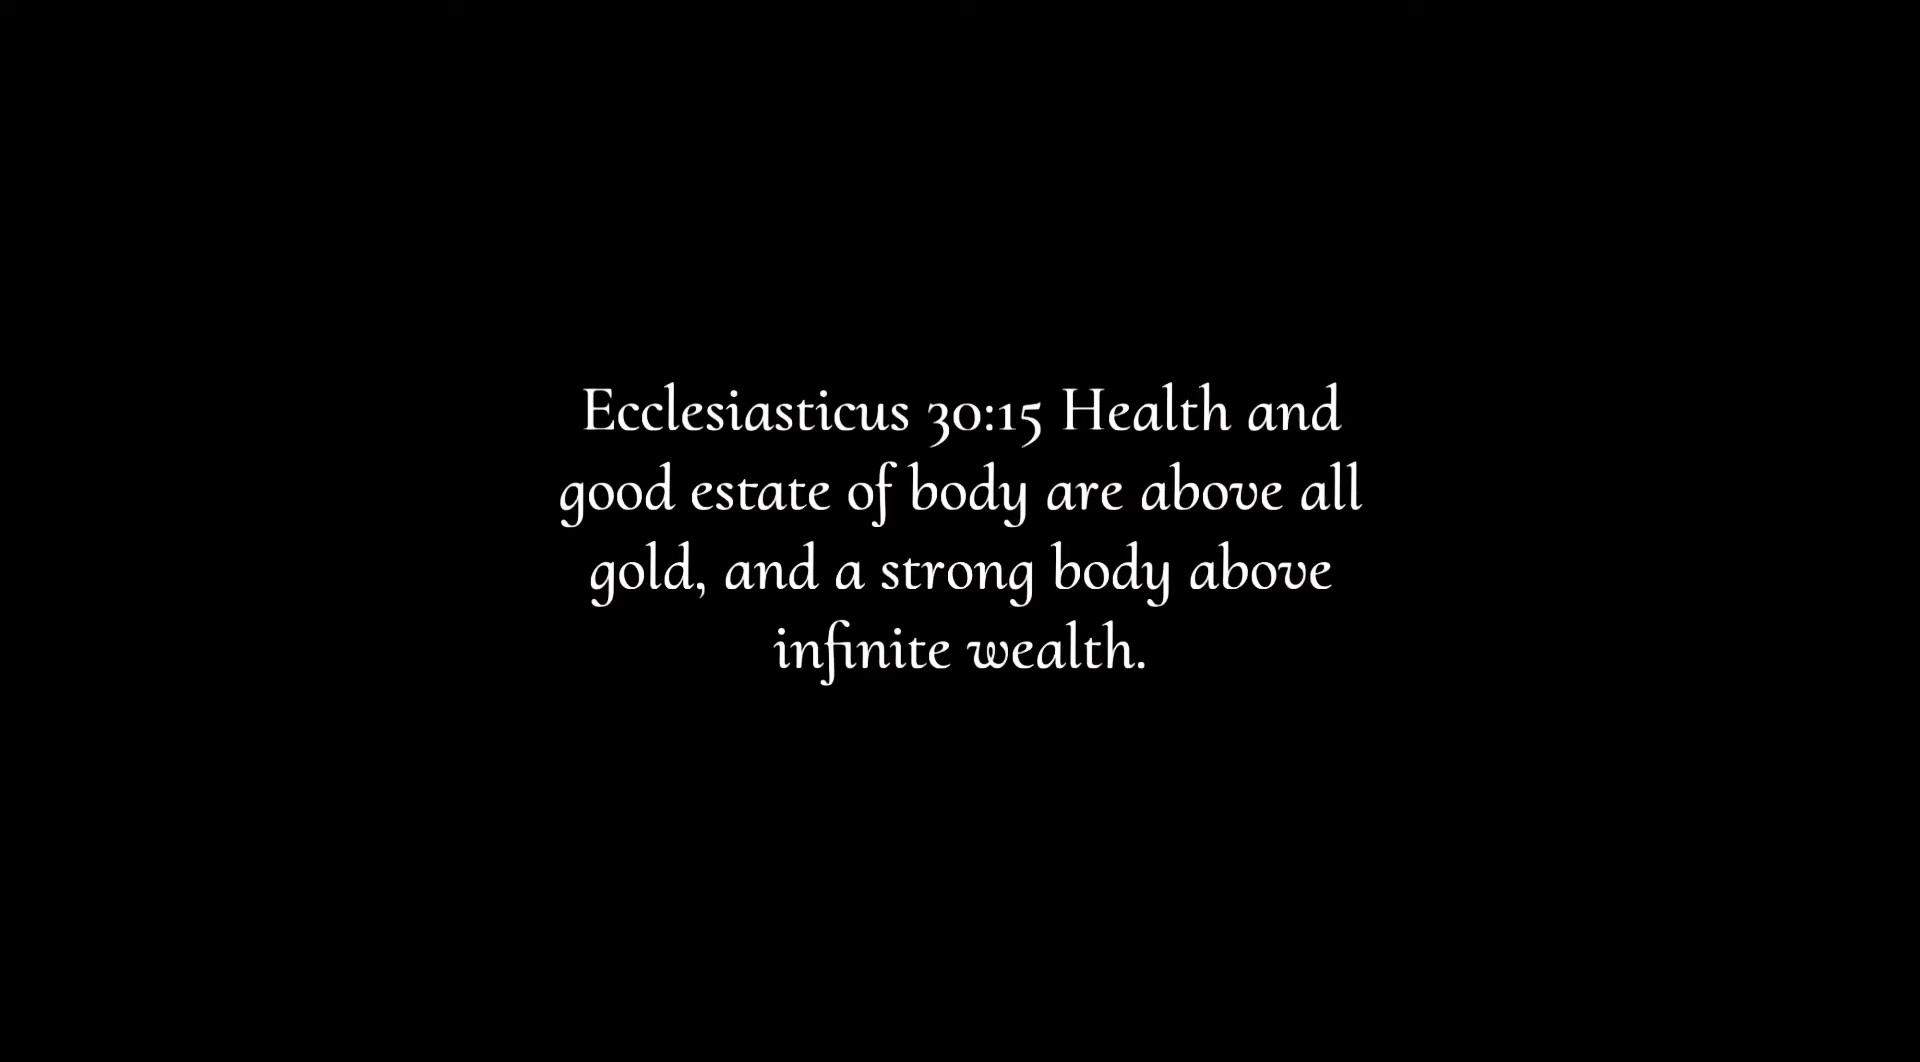 Ecclesiasticus 30:15 Health and
good estate of body are above all
gold, and a strong body above
infinite wealth.